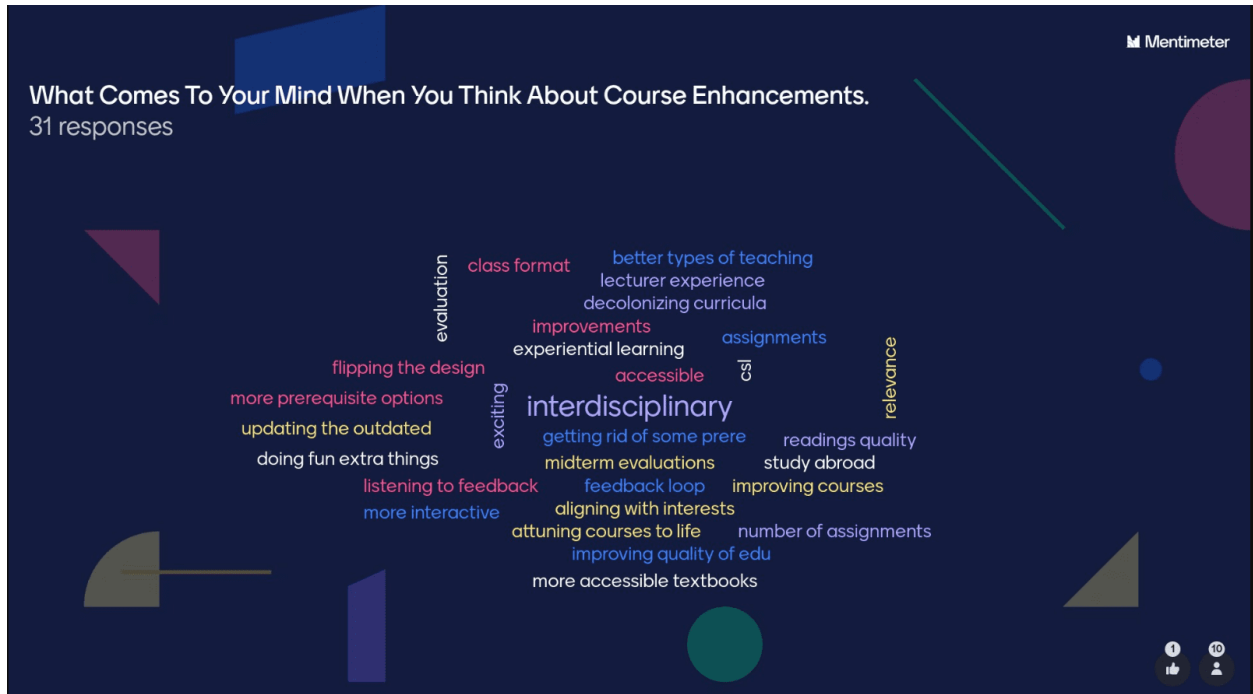 Mentimeter
What Comes To Your Mind When You Think About Course Enhancements.
31 responses
better types of teaching
class format
evaluation
lecturer experience
decolonizing curricula
improvements
assignments
experiential learning
flipping the design
accessible
csl
relevance
more prerequisite options
exciting
interdisciplinary
updating the outdated
getting rid of some prere
readings quality
doing fun extra things
midterm evaluations
study abroad
listening to feedback
feedback loop
improving courses
more interactive
aligning with interests
attuning courses to life
number of assignments
improving quality of edu
more accessible textbooks
1
10